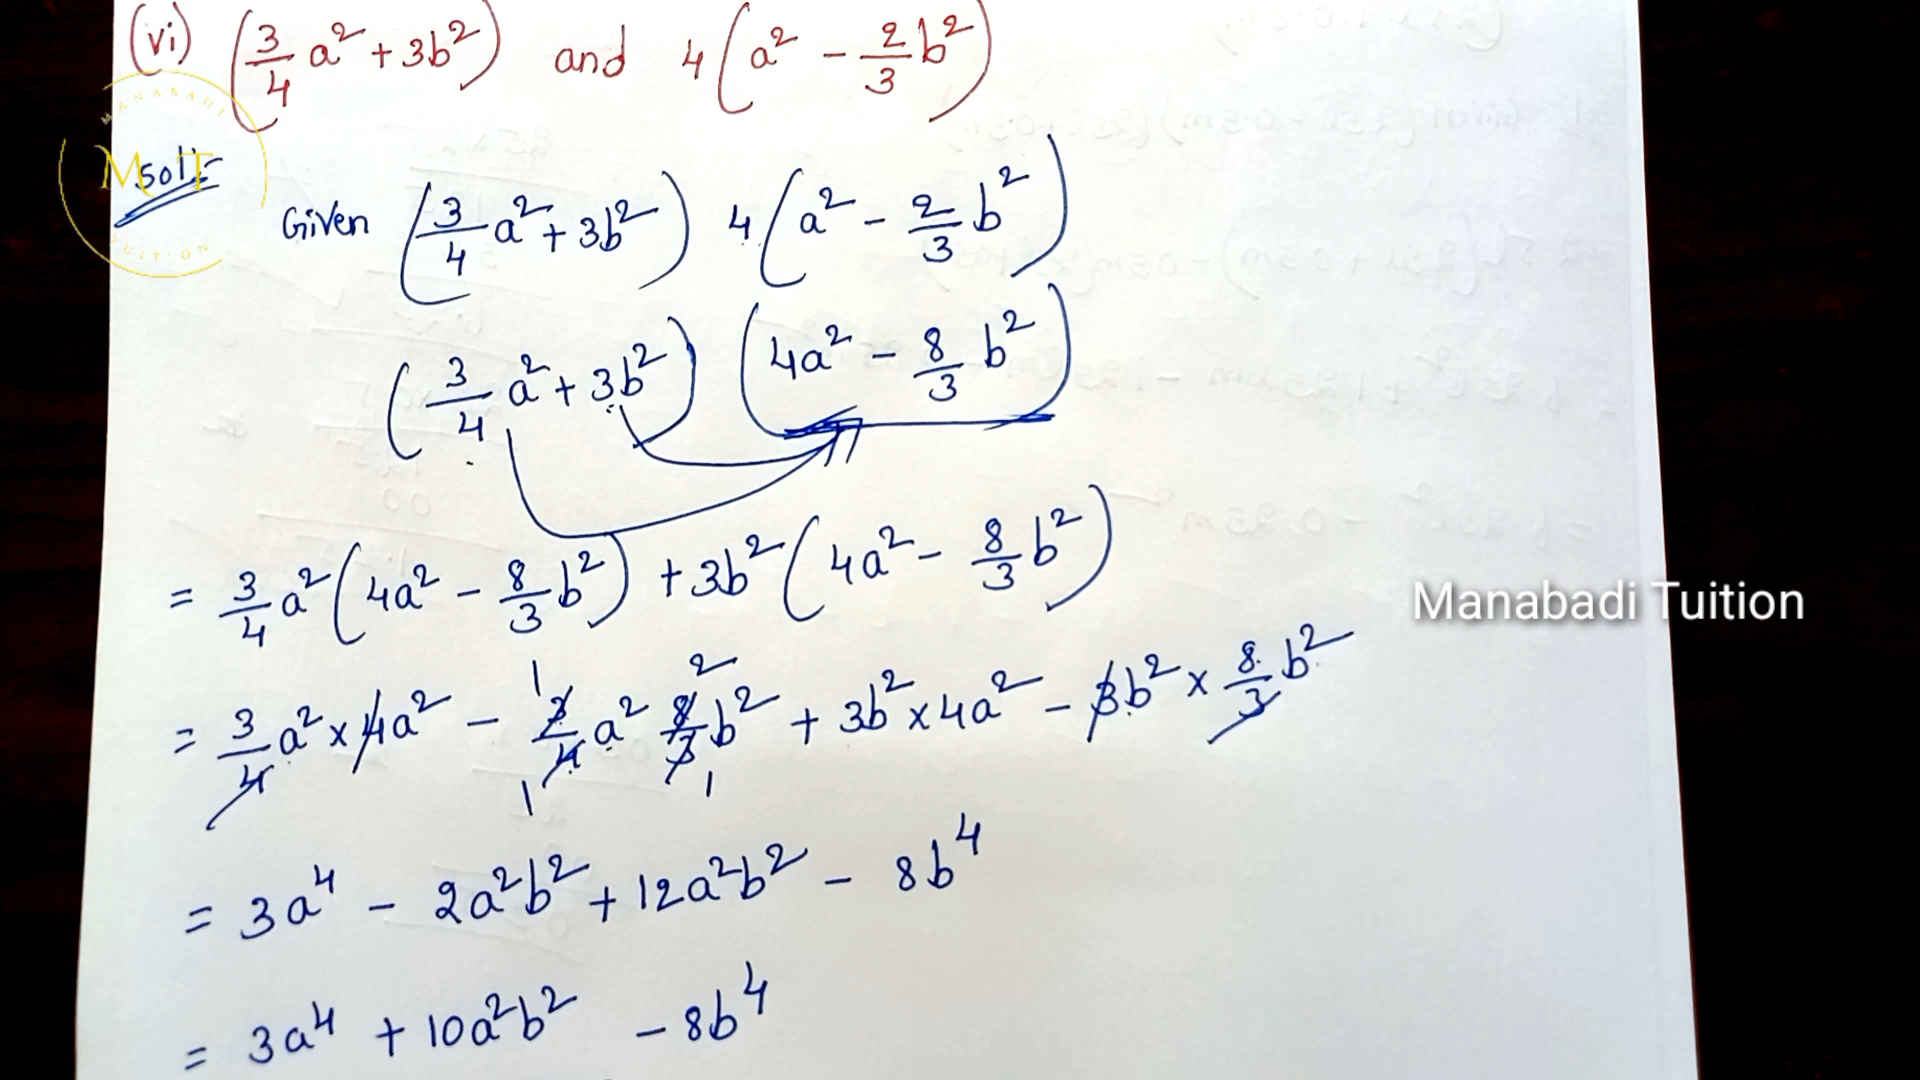 (vi) (3/4 a² + 3b²) and 4(a² - 2/3 b²)
MANABADI
MT
TUITION
Sol:-
Given (3/4 a² + 3b²) 4(a² - 2/3 b²)
(3/4 a² + 3b²) (4a² - 8/3 b²)
= 3/4 a² (4a² - 8/3 b²) + 3b² (4a² - 8/3 b²)
= 3/4 a² × 4a² - 3/4 a² 8/3 b² + 3b² × 4a² - 3b² × 8/3 b²
= 3a⁴ - 2a²b² + 12a²b² - 8b⁴
= 3a⁴ + 10a²b² - 8b⁴
Manabadi Tuition